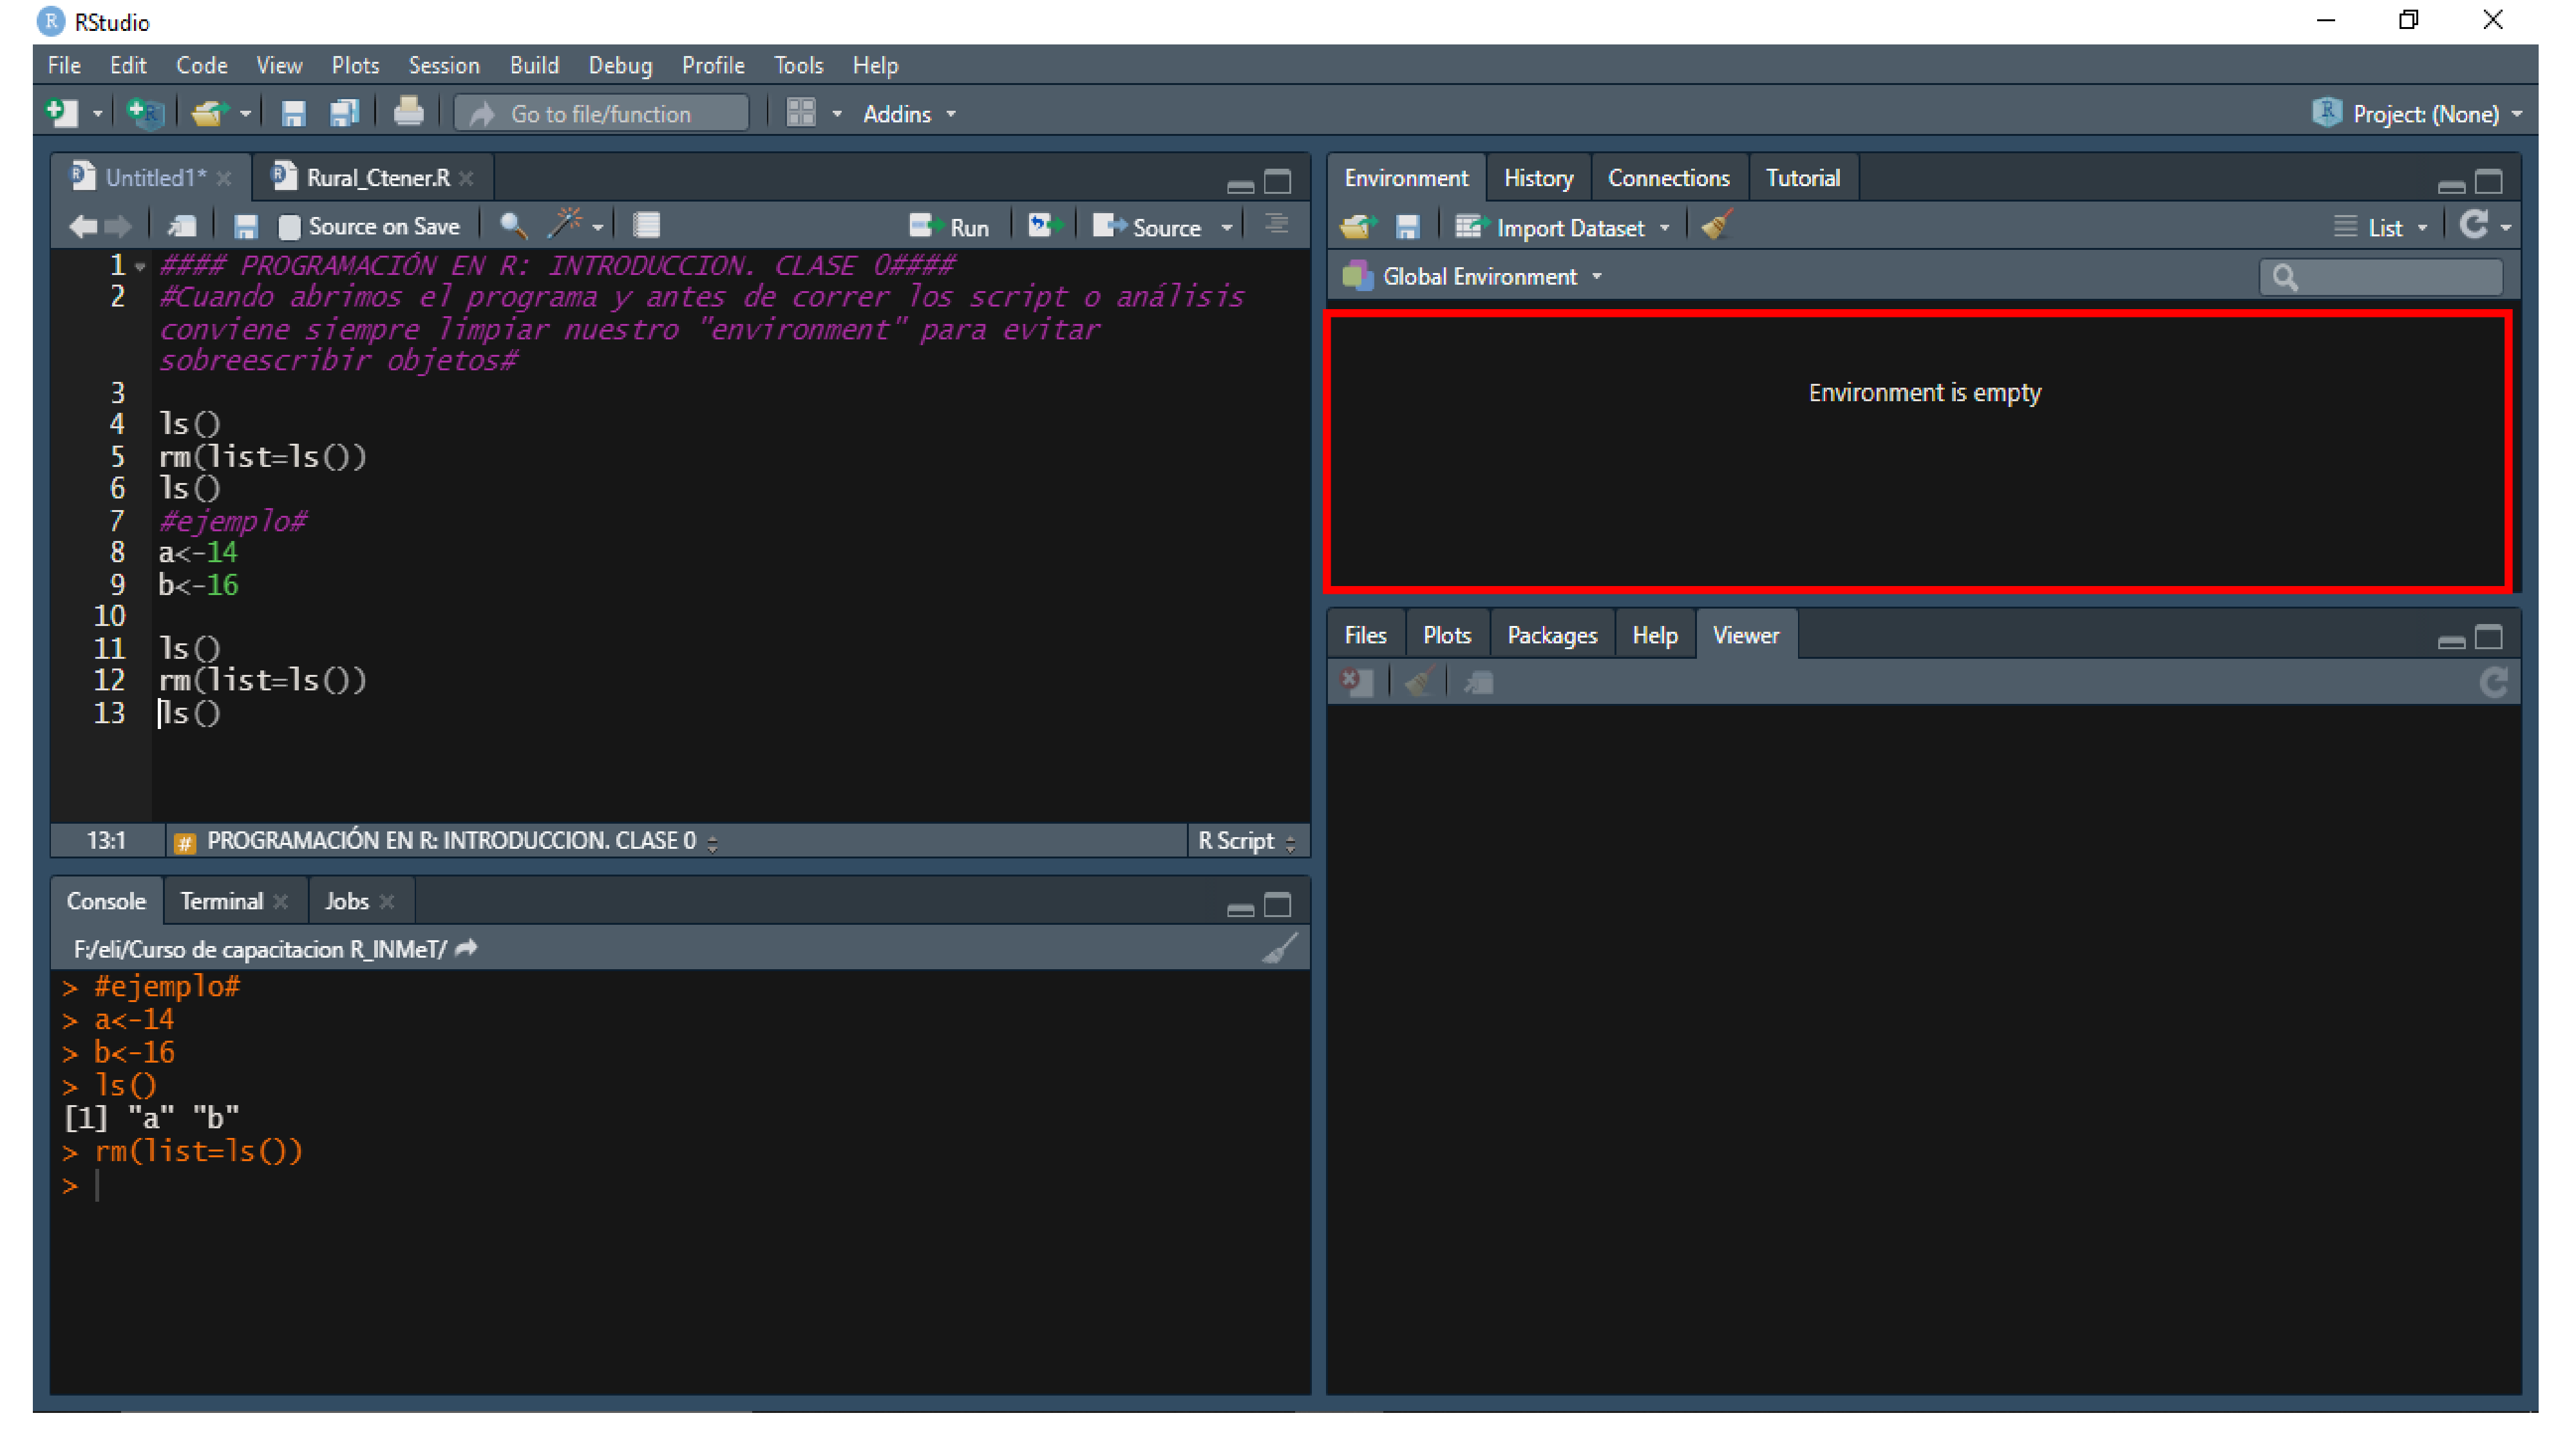 RStudio
File Edit Code View Plots Session Build Debug Profile Tools Help
Go to file/function Addins Project: (None)
Untitled1* Rural_Ctener.R
Source on Save Run Source
1 #### PROGRAMACIÓN EN R: INTRODUCCION. CLASE 0####
2 #Cuando abrimos el programa y antes de correr los script o análisis
conviene siempre limpiar nuestro "environment" para evitar
sobreescribir objetos#
3
4 ls()
5 rm(list=ls())
6 ls()
7 #ejemplo#
8 a<-14
9 b<-16
10
11 ls()
12 rm(list=ls())
13 ls()
13:1 # PROGRAMACIÓN EN R: INTRODUCCION. CLASE 0 R Script
Console Terminal Jobs
F:/eli/Curso de capacitacion R_INMeT/
> #ejemplo#
> a<-14
> b<-16
> ls()
[1] "a" "b"
> rm(list=ls())
>
Environment History Connections Tutorial
Import Dataset List
Global Environment
Environment is empty
Files Plots Packages Help Viewer